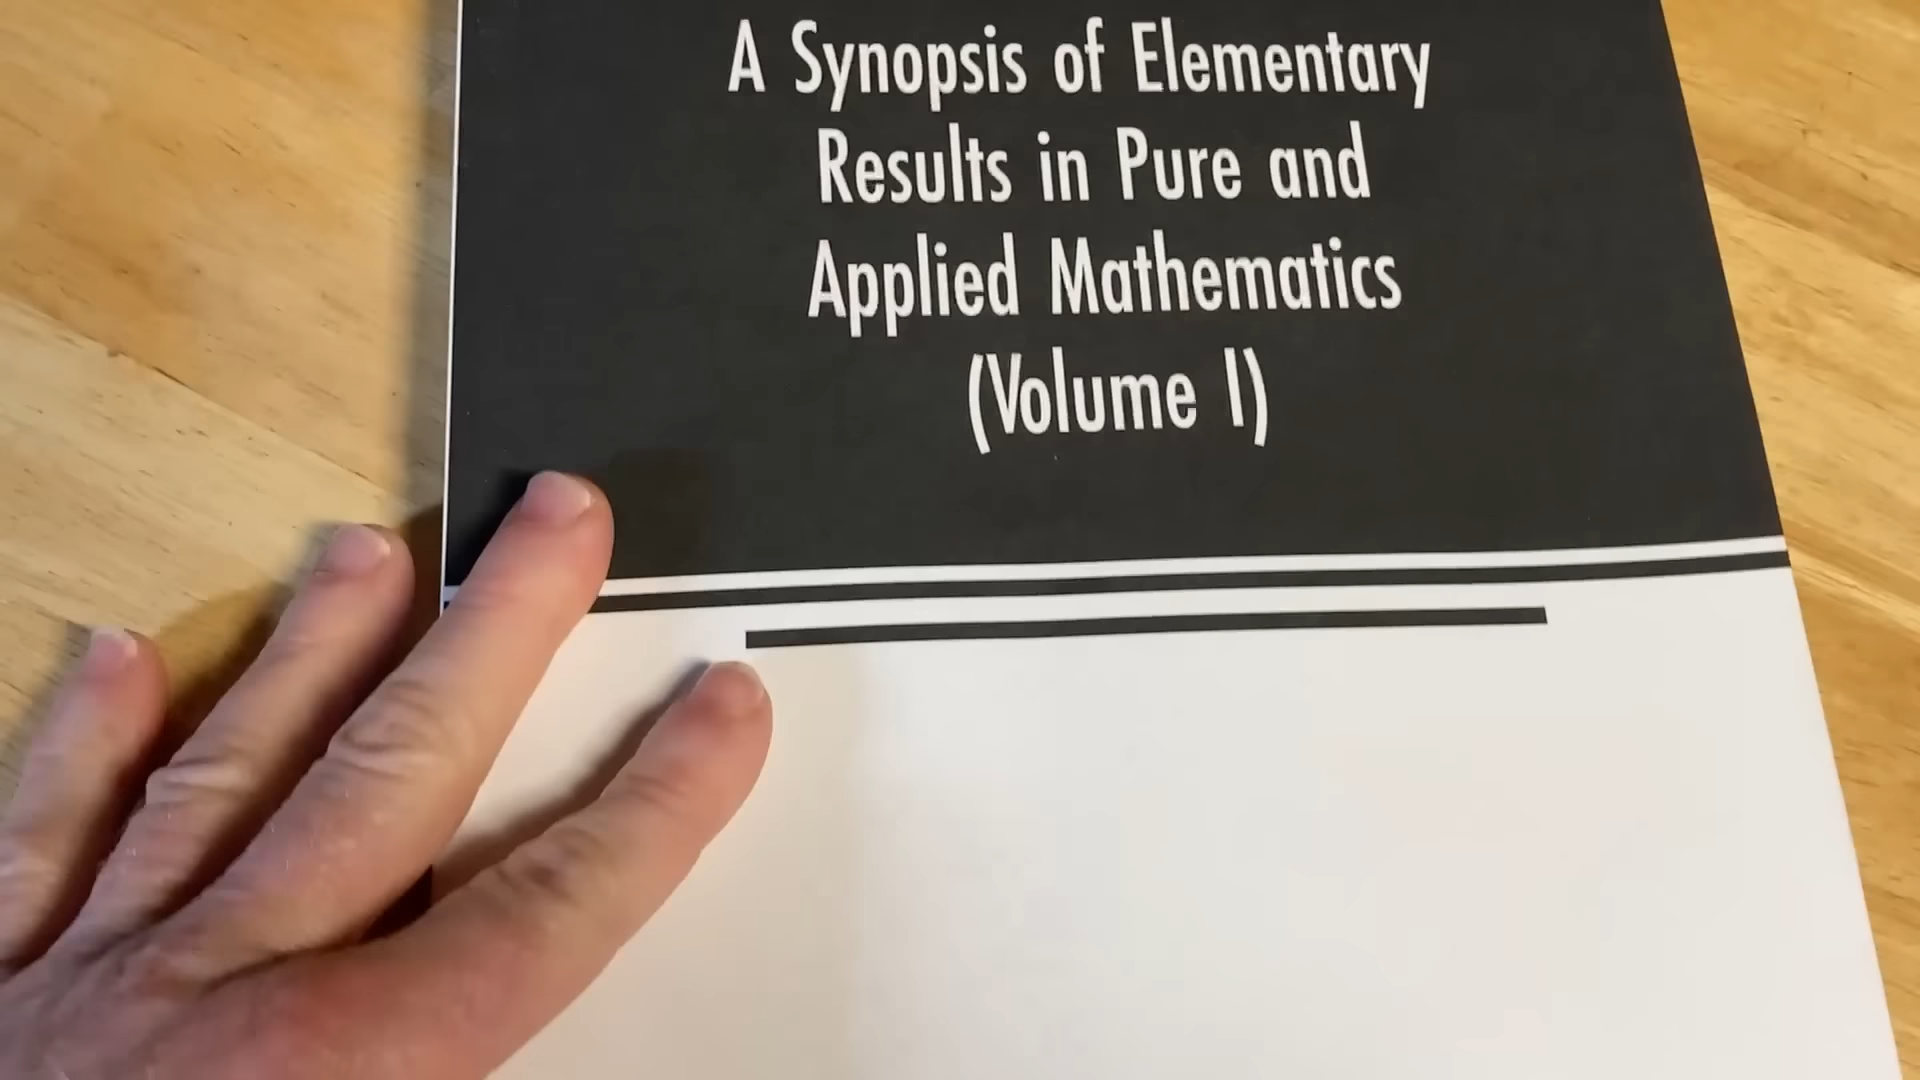 A Synopsis of Elementary
Results in Pure and
Applied Mathematics
(Volume I)